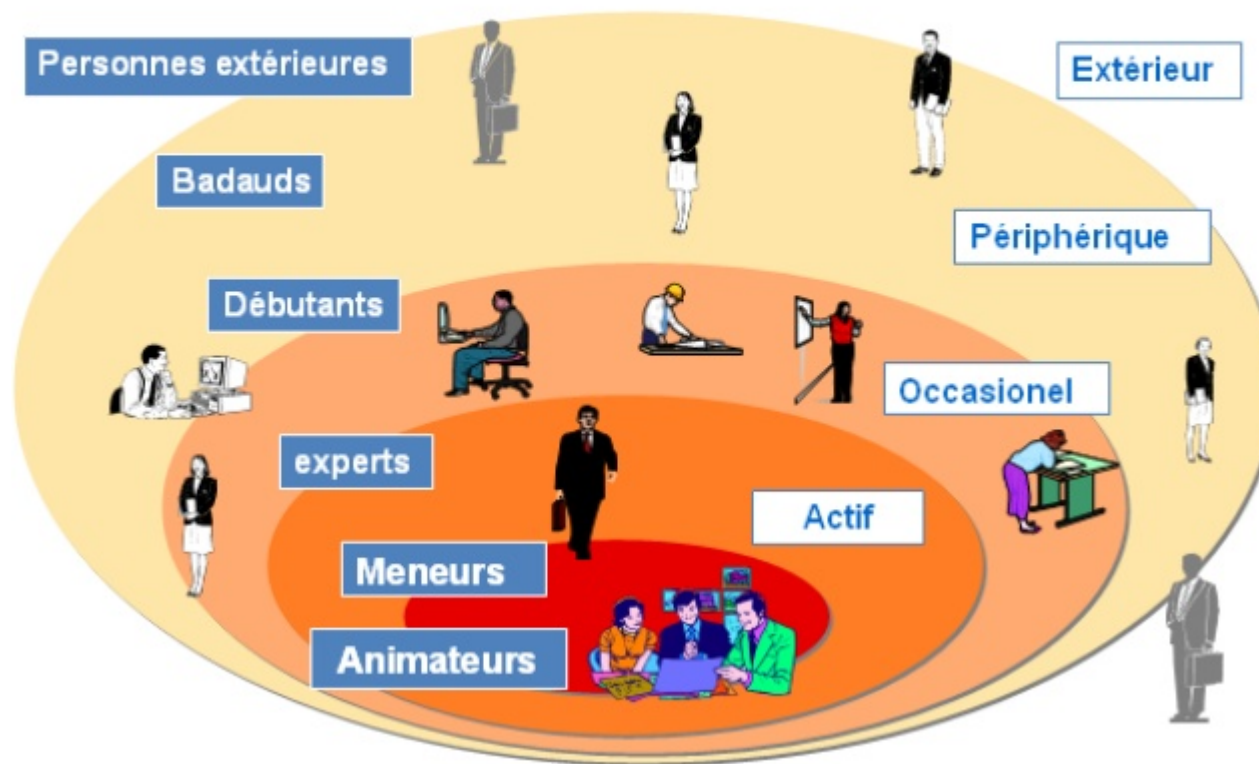 Personnes extérieures
Extérieur
Badauds
Périphérique
Débutants
Occasionel
experts
Actif
Meneurs
Animateurs